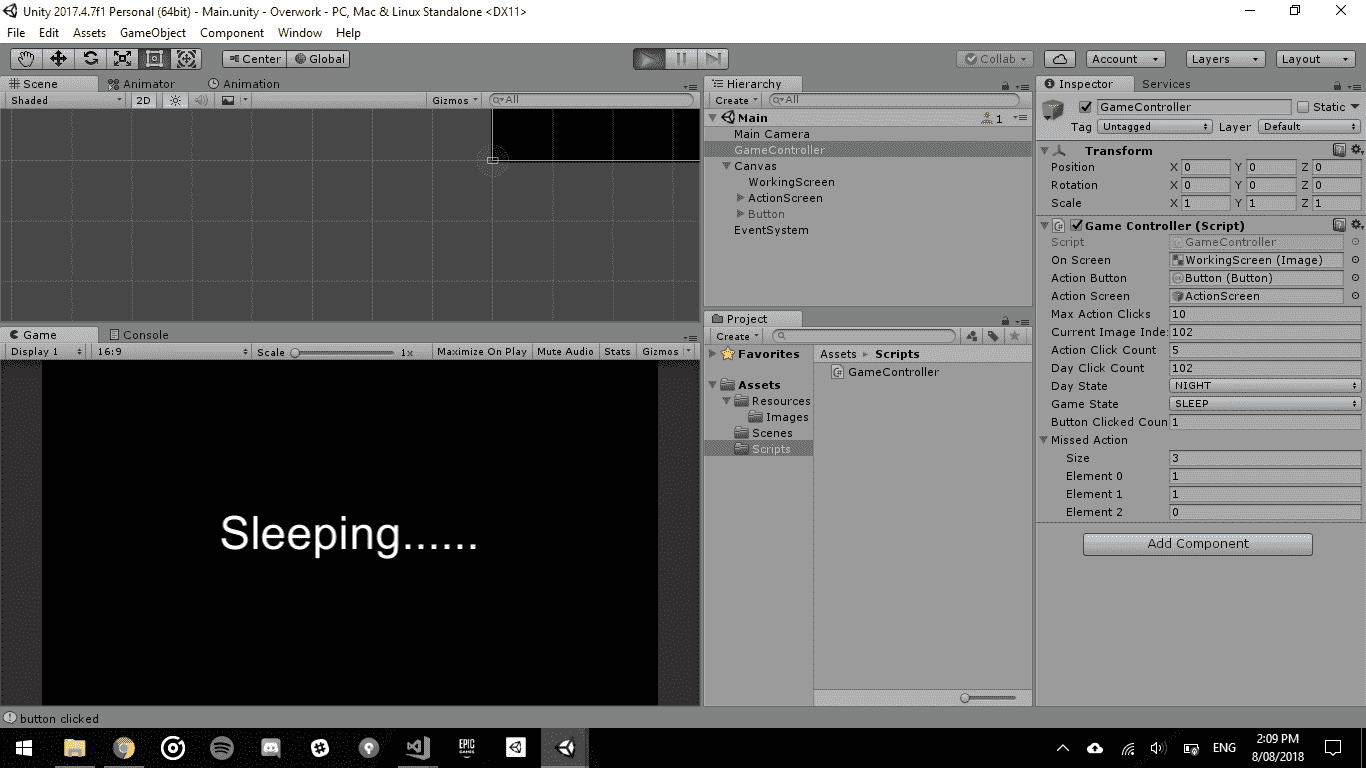 Unity 2017.4.7f1 Personal (64bit) - Main.unity - Overwork - PC, Mac & Linux Standalone <DX11>
File Edit Assets GameObject Component Window Help
Center Global Collab Account Layers Layout
Scene Animator Animation
Shaded 2D Gizmos All
Hierarchy
Create All
Main 1
Main Camera
GameController
Canvas
WorkingScreen
ActionScreen
Button
EventSystem
Inspector Services
GameController Static
Tag Untagged Layer Default
Transform
Position X 0 Y 0 Z 0
Rotation X 0 Y 0 Z 0
Scale X 1 Y 1 Z 1
Game Controller (Script)
Script GameController
On Screen WorkingScreen (Image)
Action Button Button (Button)
Action Screen ActionScreen
Max Action Clicks 10
Current Image Inde: 102
Action Click Count 5
Day Click Count 102
Day State NIGHT
Game State SLEEP
Button Clicked Coun 1
Missed Action
Size 3
Element 0 1
Element 1 1
Element 2 0
Add Component
Game Console
Display 1 16:9 Scale 1x Maximize On Play Mute Audio Stats Gizmos
Sleeping......
Project
Create
Favorites
Assets
Resources
Images
Scenes
Scripts
Assets Scripts
GameController
button clicked
EPIC GAMES
ENG
2:09 PM
8/08/2018